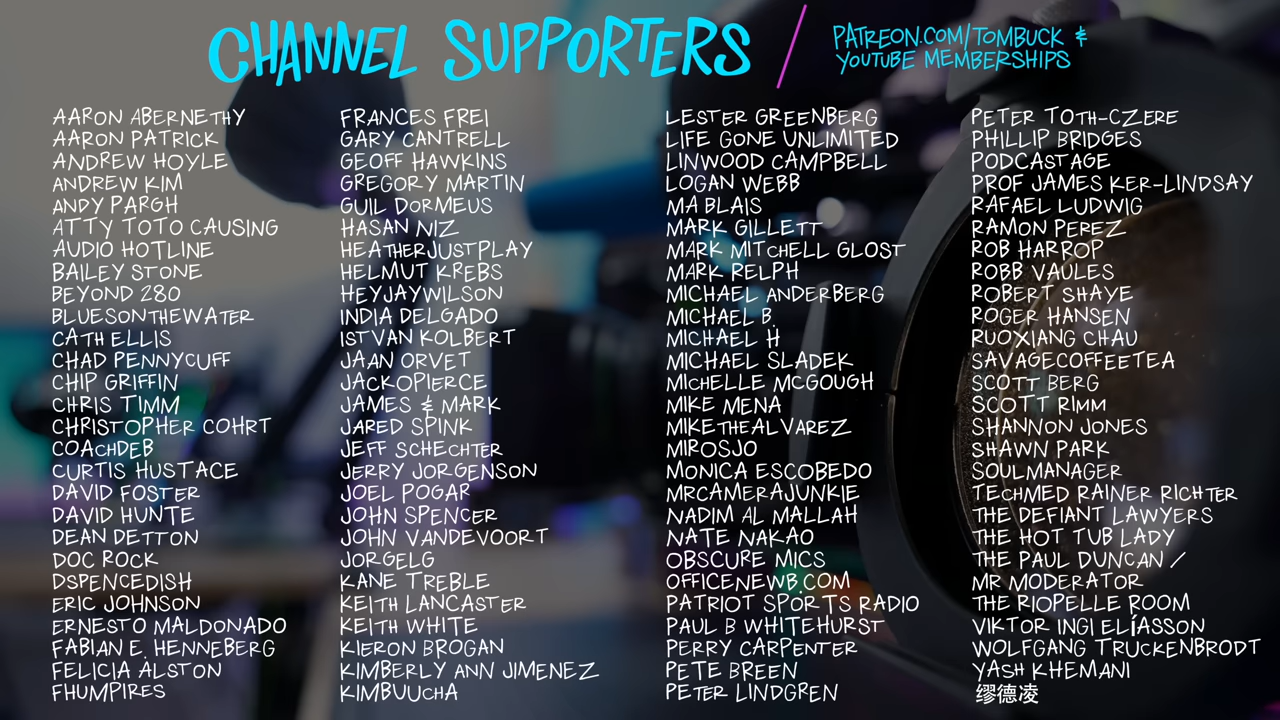 CHANNEL SUPPORTERS / PATREON.COM/TOMBUCK &
YOUTUBE MEMBERSHIPS
AARON ABERNETHY
AARON PATRICK
ANDREW HOYLE
ANDREW KIM
ANDY PARGH
ATTY TOTO CAUSING
AUDIO HOTLINE
BAILEY STONE
BEYOND 280
BLUESONTHEWATER
CATH ELLIS
CHAD PENNYCUFF
CHIP GRIFFIN
CHRIS TIMM
CHRISTOPHER COHRT
COACHDEB
CURTIS HUSTACE
DAVID FOSTER
DAVID HUNTE
DEAN DETTON
DOC ROCK
DSPENCEDISH
ERIC JOHNSON
ERNESTO MALDONADO
FABIAN E. HENNEBERG
FELICIA ALSTON
FHUMPIRES
FRANCES FREI
GARY CANTRELL
GEOFF HAWKINS
GREGORY MARTIN
GUIL DORMEUS
HASAN NIZ
HEATHERJUSTPLAY
HELMUT KREBS
HEYJAYWILSON
INDIA DELGADO
ISTVAN KOLBERT
JAAN ORVET
JACKOPIERCE
JAMES & MARK
JARED SPINK
JEFF SCHECHTER
JERRY JORGENSON
JOEL POGAR
JOHN SPENCER
JOHN VANDEVOORT
JORGELG
KANE TREBLE
KEITH LANCASTER
KEITH WHITE
KIERON BROGAN
KIMBERLY ANN JIMENEZ
KIMBUUCHA
LESTER GREENBERG
LIFE GONE UNLIMITED
LINWOOD CAMPBELL
LOGAN WEBB
MA BLAIS
MARK GILLETT
MARK MITCHELL GLOST
MARK RELPH
MICHAEL ANDERBERG
MICHAEL B.
MICHAEL H
MICHAEL SLADEK
MICHELLE MCGOUGH
MIKE MENA
MIKETHEALVAREZ
MIROSJO
MONICA ESCOBEDO
MRCAMERAJUNKIE
NADIM AL MALLAH
NATE NAKAO
OBSCURE MICS
OFFICENEWB.COM
PATRIOT SPORTS RADIO
PAUL B WHITEHURST
PERRY CARPENTER
PETE BREEN
PETER LINDGREN
PETER TOTH-CZERE
PHILLIP BRIDGES
PODCASTAGE
PROF JAMES KER-LINDSAY
RAFAEL LUDWIG
RAMON PEREZ
ROB HARROP
ROBB VAULES
ROBERT SHAYE
ROGER HANSEN
RUOXIANG CHAU
SAVAGECOFFEETEA
SCOTT BERG
SCOTT RIMM
SHANNON JONES
SHAWN PARK
SOULMANAGER
TECHMED RAINER RICHTER
THE DEFIANT LAWYERS
THE HOT TUB LADY
THE PAUL DUNCAN /
MR MODERATOR
THE RIOPELLE ROOM
VIKTOR INGI ELÍASSON
WOLFGANG TRUCKENBRODT
YASH KHEMANI
缪德凌